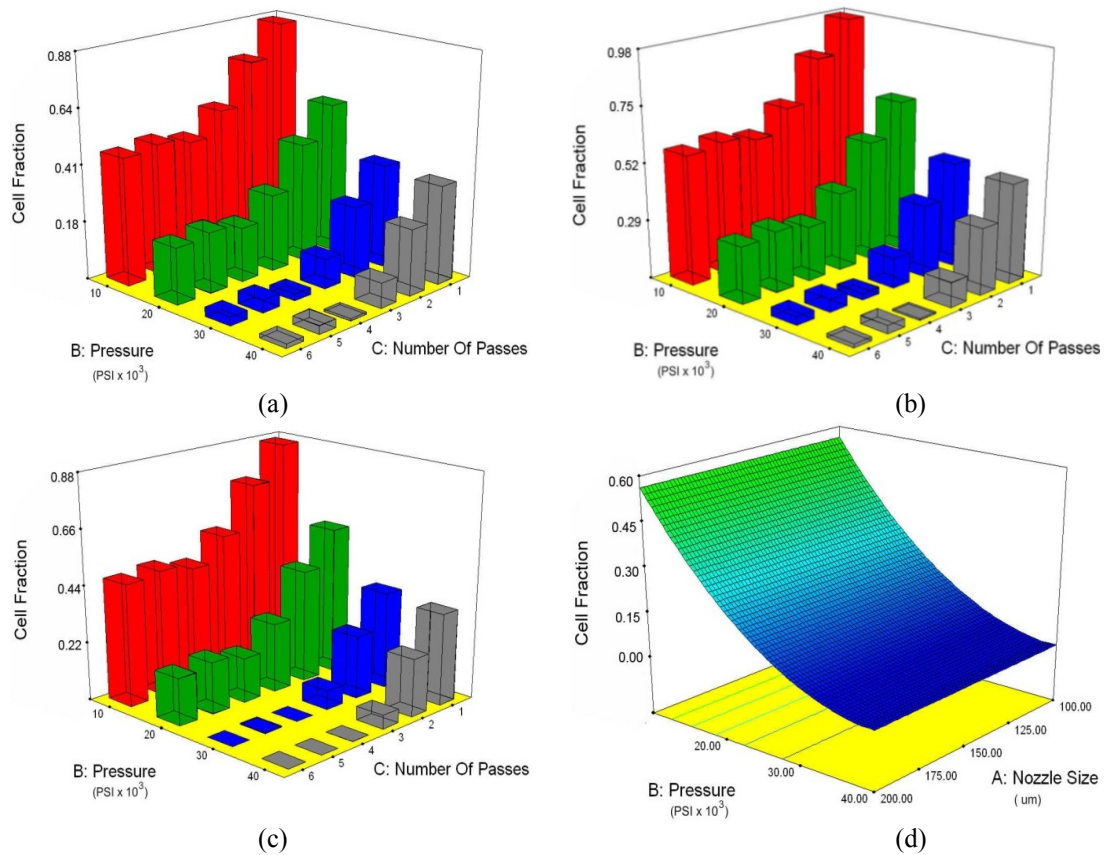 0.88
0.64
0.41
0.18
Cell Fraction
10
20
30
40
B: Pressure
(PSI x 10³)
6
5
4
3
2
1
C: Number Of Passes
(a)
0.98
0.75
0.52
0.29
Cell Fraction
10
20
30
40
B: Pressure
(PSI x 10³)
6
5
4
3
2
1
C: Number Of Passes
(b)
0.88
0.66
0.44
0.22
Cell Fraction
10
20
30
40
B: Pressure
(PSI x 10³)
6
5
4
3
2
1
C: Number Of Passes
(c)
0.60
0.45
0.30
0.15
0.00
Cell Fraction
20.00
30.00
40.00
B: Pressure
(PSI x 10³)
200.00
175.00
150.00
125.00
100.00
A: Nozzle Size
( um)
(d)